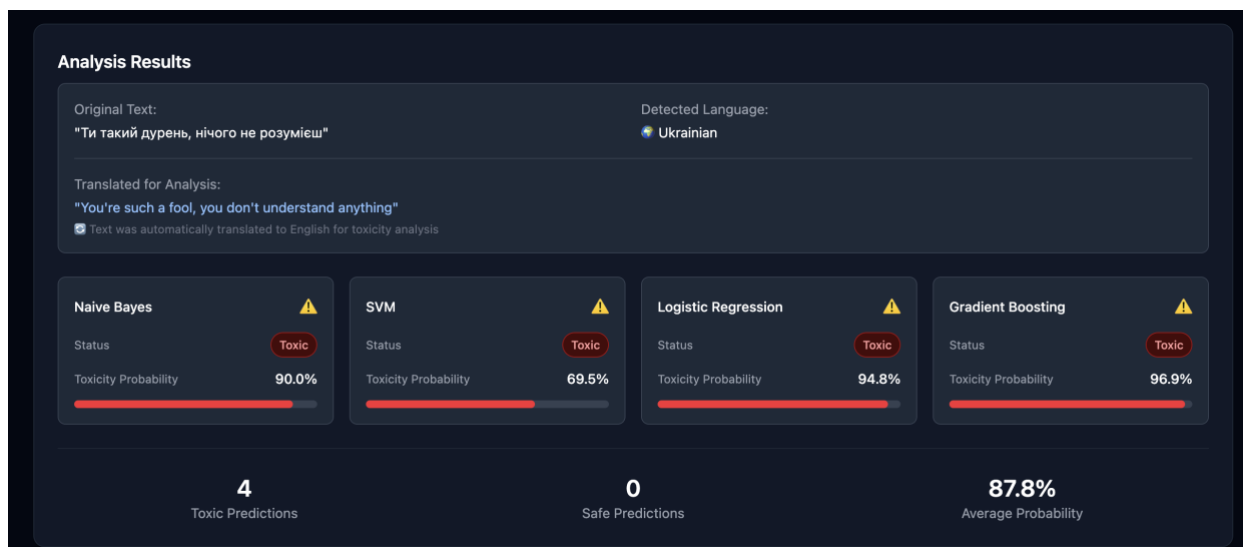 Analysis Results
Original Text:
"Ти такий дурень, нічого не розумієш"
Detected Language:
Ukrainian
Translated for Analysis:
"You're such a fool, you don't understand anything"
Text was automatically translated to English for toxicity analysis
Naive Bayes
Status
Toxic
Toxicity Probability
90.0%
SVM
Status
Toxic
Toxicity Probability
69.5%
Logistic Regression
Status
Toxic
Toxicity Probability
94.8%
Gradient Boosting
Status
Toxic
Toxicity Probability
96.9%
4
Toxic Predictions
0
Safe Predictions
87.8%
Average Probability